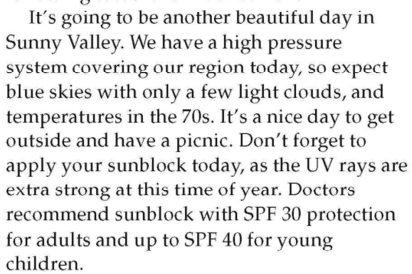 It's going to be another beautiful day in
Sunny Valley. We have a high pressure
system covering our region today, so expect
blue skies with only a few light clouds, and
temperatures in the 70s. It's a nice day to get
outside and have a picnic. Don't forget to
apply your sunblock today, as the UV rays are
extra strong at this time of year. Doctors
recommend sunblock with SPF 30 protection
for adults and up to SPF 40 for young
children.